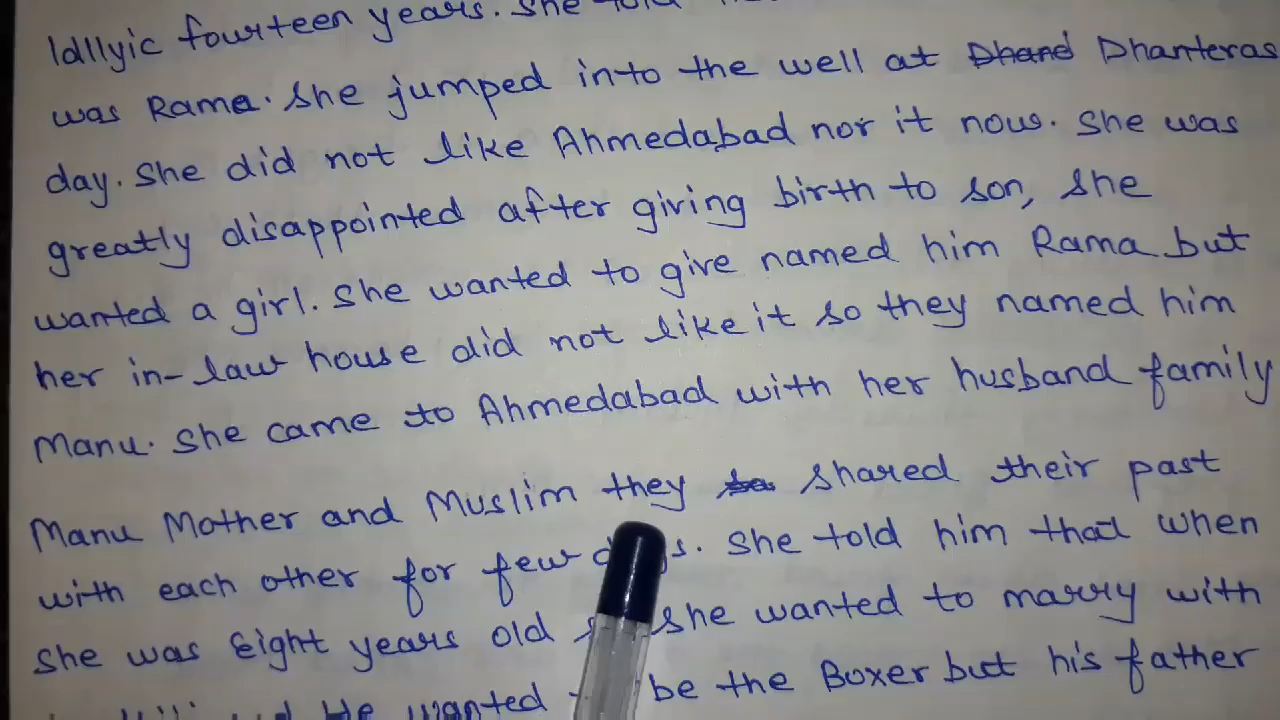 Idllyic fourteen years. She told
was Rama. She jumped into the well at Dhand Dhanteras
day. She did not like Ahmedabad nor it now. She was
greatly disappointed after giving birth to son, she
wanted a girl. She wanted to give named him Rama but
her in-law house did not like it so they named him
Manu. She came to Ahmedabad with her husband family
Manu Mother and Muslim they shared their past
with each other for few days. She told him that when
she was Eight years old she wanted to marry with
He wanted be the Boxer but his father